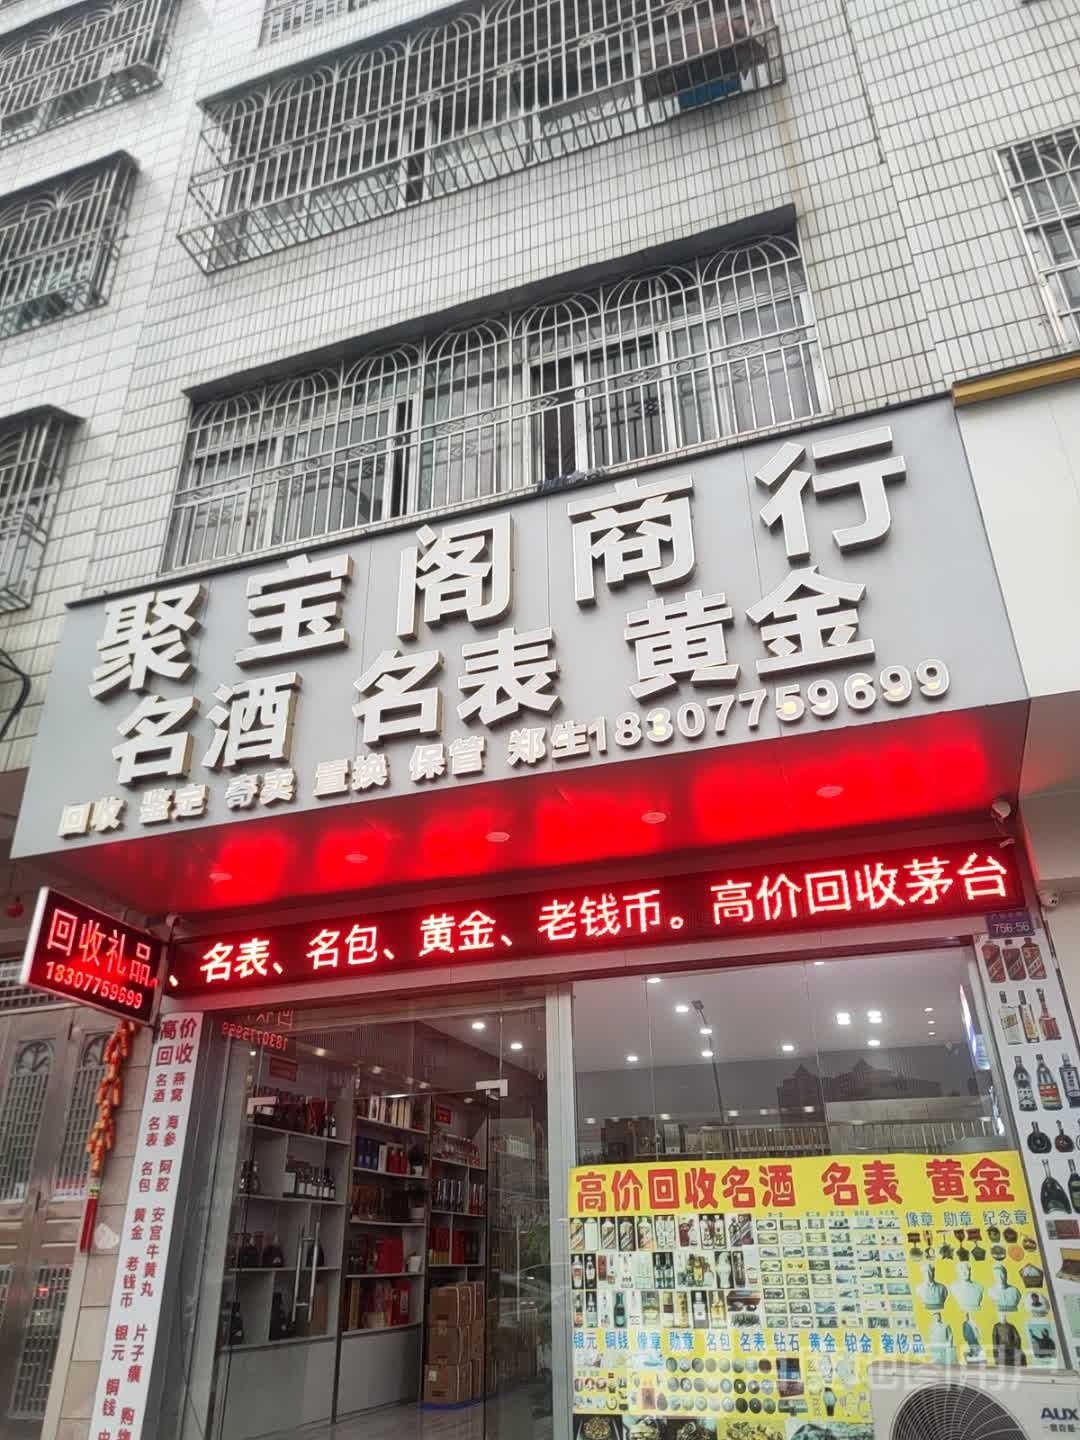 聚宝阁商行
名酒 名表 黄金
回收 鉴定 寄卖 置换 保管 郑生18307759699
、名表、名包、黄金、老钱币。高价回收茅台
回收礼品
18307759699
756-56
高价
回收
名酒 名表 名包 黄金 老钱币 银元 铜钱
燕窝 海参 阿胶 安宫牛黄丸 片子癀 购物
高价回收名酒 名表 黄金
像章 勋章 纪念章
银元 铜钱 像章 勋章 名包 名表 钻石 黄金 铂金 奢侈品
AUX